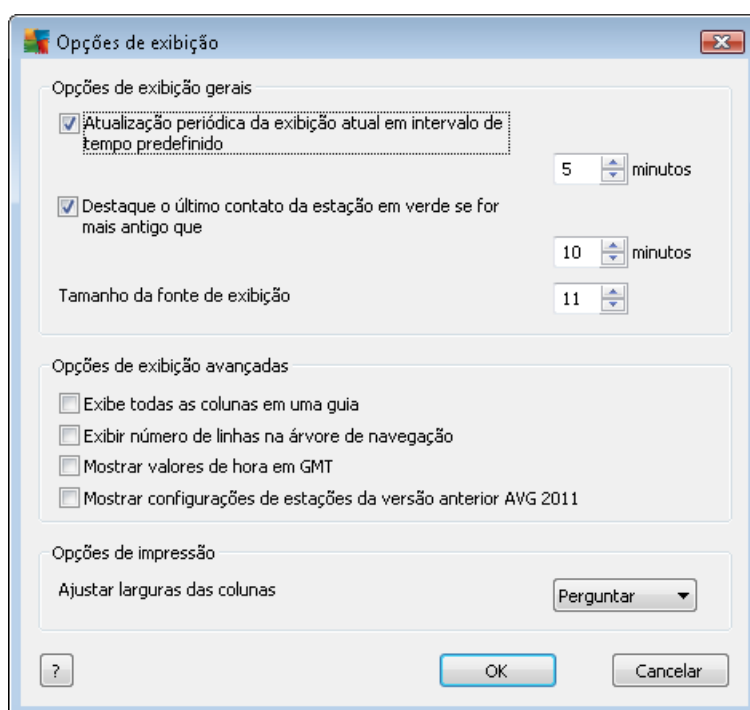 Opções de exibição
Opções de exibição gerais
Atualização periódica da exibição atual em intervalo de
tempo predefinido
5 minutos
Destaque o último contato da estação em verde se for
mais antigo que
10 minutos
Tamanho da fonte de exibição 11
Opções de exibição avançadas
Exibe todas as colunas em uma guia
Exibir número de linhas na árvore de navegação
Mostrar valores de hora em GMT
Mostrar configurações de estações da versão anterior AVG 2011
Opções de impressão
Ajustar larguras das colunas Perguntar
? OK Cancelar